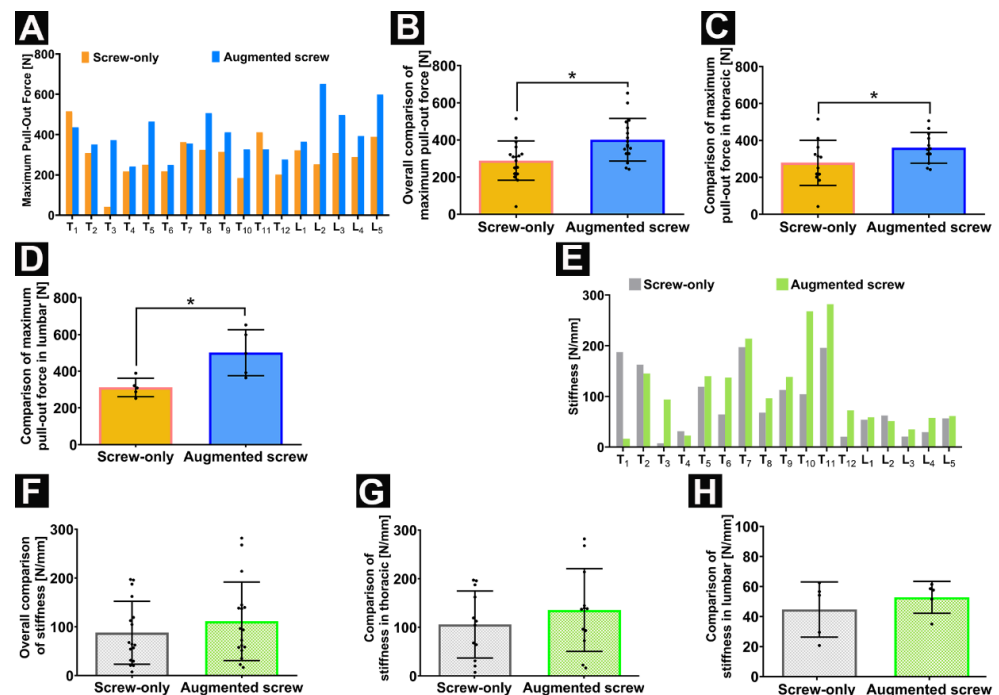 A
Maximum Pull-Out Force [N]
800
600
400
200
0
Screw-only
Augmented screw
T1 T2 T3 T4 T5 T6 T7 T8 T9 T10 T11 T12 L1 L2 L3 L4 L5
B
Overall comparison of
maximum pull-out force [N]
800
600
400
200
0
*
Screw-only Augmented screw
C
Comparison of maximum
pull-out force in thoracic [N]
800
600
400
200
0
*
Screw-only Augmented screw
D
Comparison of maximum
pull-out force in lumbar [N]
800
600
400
200
0
*
Screw-only Augmented screw
E
Stiffness [N/mm]
300
200
100
0
Screw-only
Augmented screw
T1 T2 T3 T4 T5 T6 T7 T8 T9 T10 T11 T12 L1 L2 L3 L4 L5
F
Overall comparison
of stiffness [N/mm]
300
200
100
0
Screw-only Augmented screw
G
Comparison of
stiffness in thoracic [N/mm]
300
200
100
0
Screw-only Augmented screw
H
Comparison of
stiffness in lumbar [N/mm]
100
80
60
40
20
0
Screw-only Augmented screw